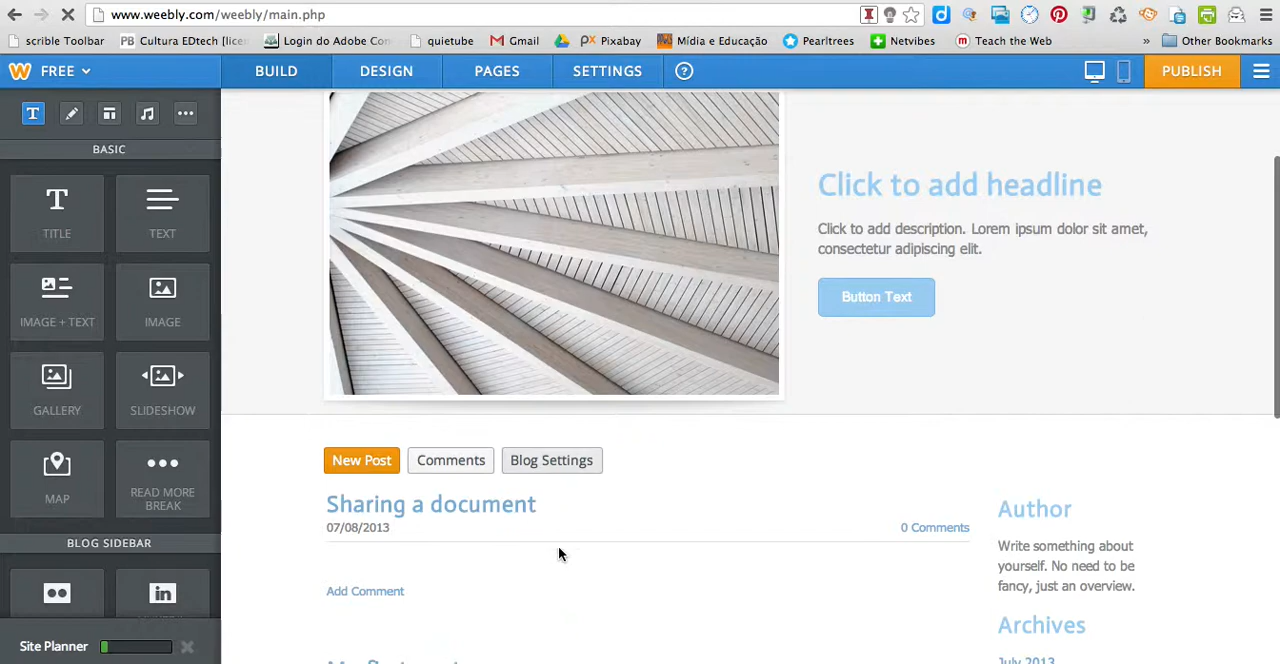 www.weebly.com/weebly/main.php
scrible Toolbar
Cultura EDtech [licen
Login do Adobe Con
quietube
Gmail
Pixabay
Mídia e Educação
Pearltrees
Netvibes
Teach the Web
»
Other Bookmarks
FREE
BUILD
DESIGN
PAGES
SETTINGS
?
PUBLISH
BASIC
TITLE
TEXT
IMAGE + TEXT
IMAGE
GALLERY
SLIDESHOW
MAP
READ MORE
BREAK
BLOG SIDEBAR
Site Planner
Click to add headline
Click to add description. Lorem ipsum dolor sit amet,
consectetur adipiscing elit.
Button Text
New Post
Comments
Blog Settings
Sharing a document
07/08/2013
0 Comments
Add Comment
Author
Write something about
yourself. No need to be
fancy, just an overview.
Archives
July 2013